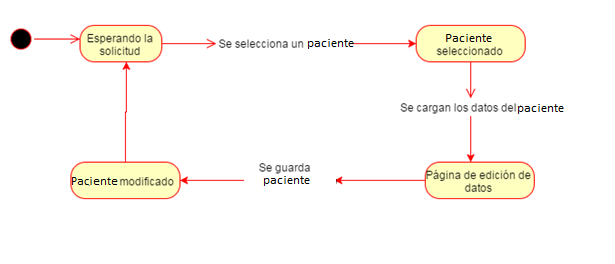 Esperando la
solicitud
Se selecciona un paciente
Paciente
seleccionado
Se cargan los datos del paciente
Página de edición de
datos
Se guarda
paciente
Paciente modificado